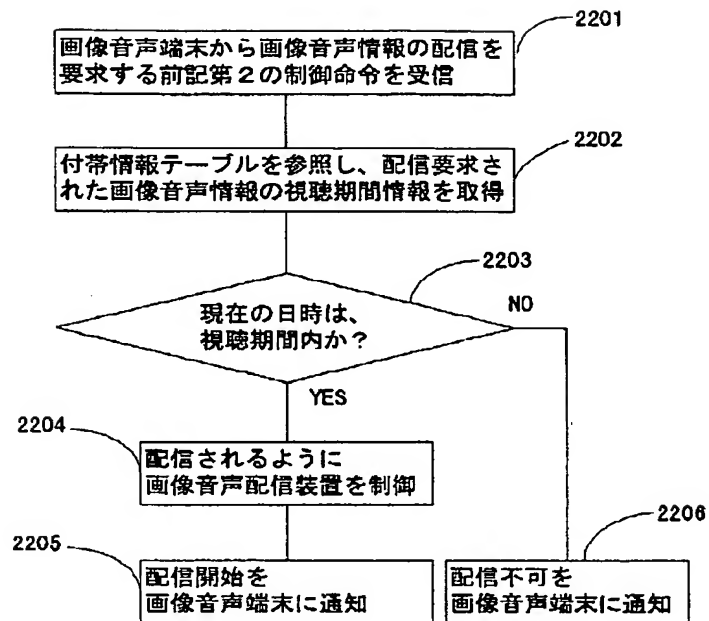 2201
画像音声端末から画像音声情報の配信を
要求する前記第２の制御命令を受信
2202
付帯情報テーブルを参照し、配信要求さ
れた画像音声情報の視聴期間情報を取得
2203
現在の日時は、
視聴期間内か？
NO
YES
2204
配信されるように
画像音声配信装置を制御
2205
配信開始を
画像音声端末に通知
2206
配信不可を
画像音声端末に通知